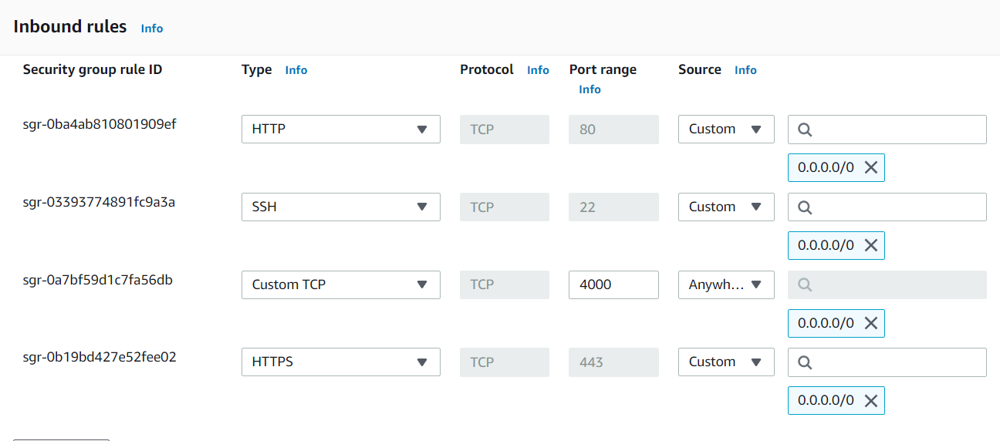 Inbound rules Info
Security group rule ID Type Info Protocol Info Port range Info Source Info
sgr-0ba4ab810801909ef HTTP TCP 80 Custom
0.0.0.0/0
sgr-03393774891fc9a3a SSH TCP 22 Custom
0.0.0.0/0
sgr-0a7bf59d1c7fa56db Custom TCP TCP 4000 Anywh...
0.0.0.0/0
sgr-0b19bd427e52fee02 HTTPS TCP 443 Custom
0.0.0.0/0